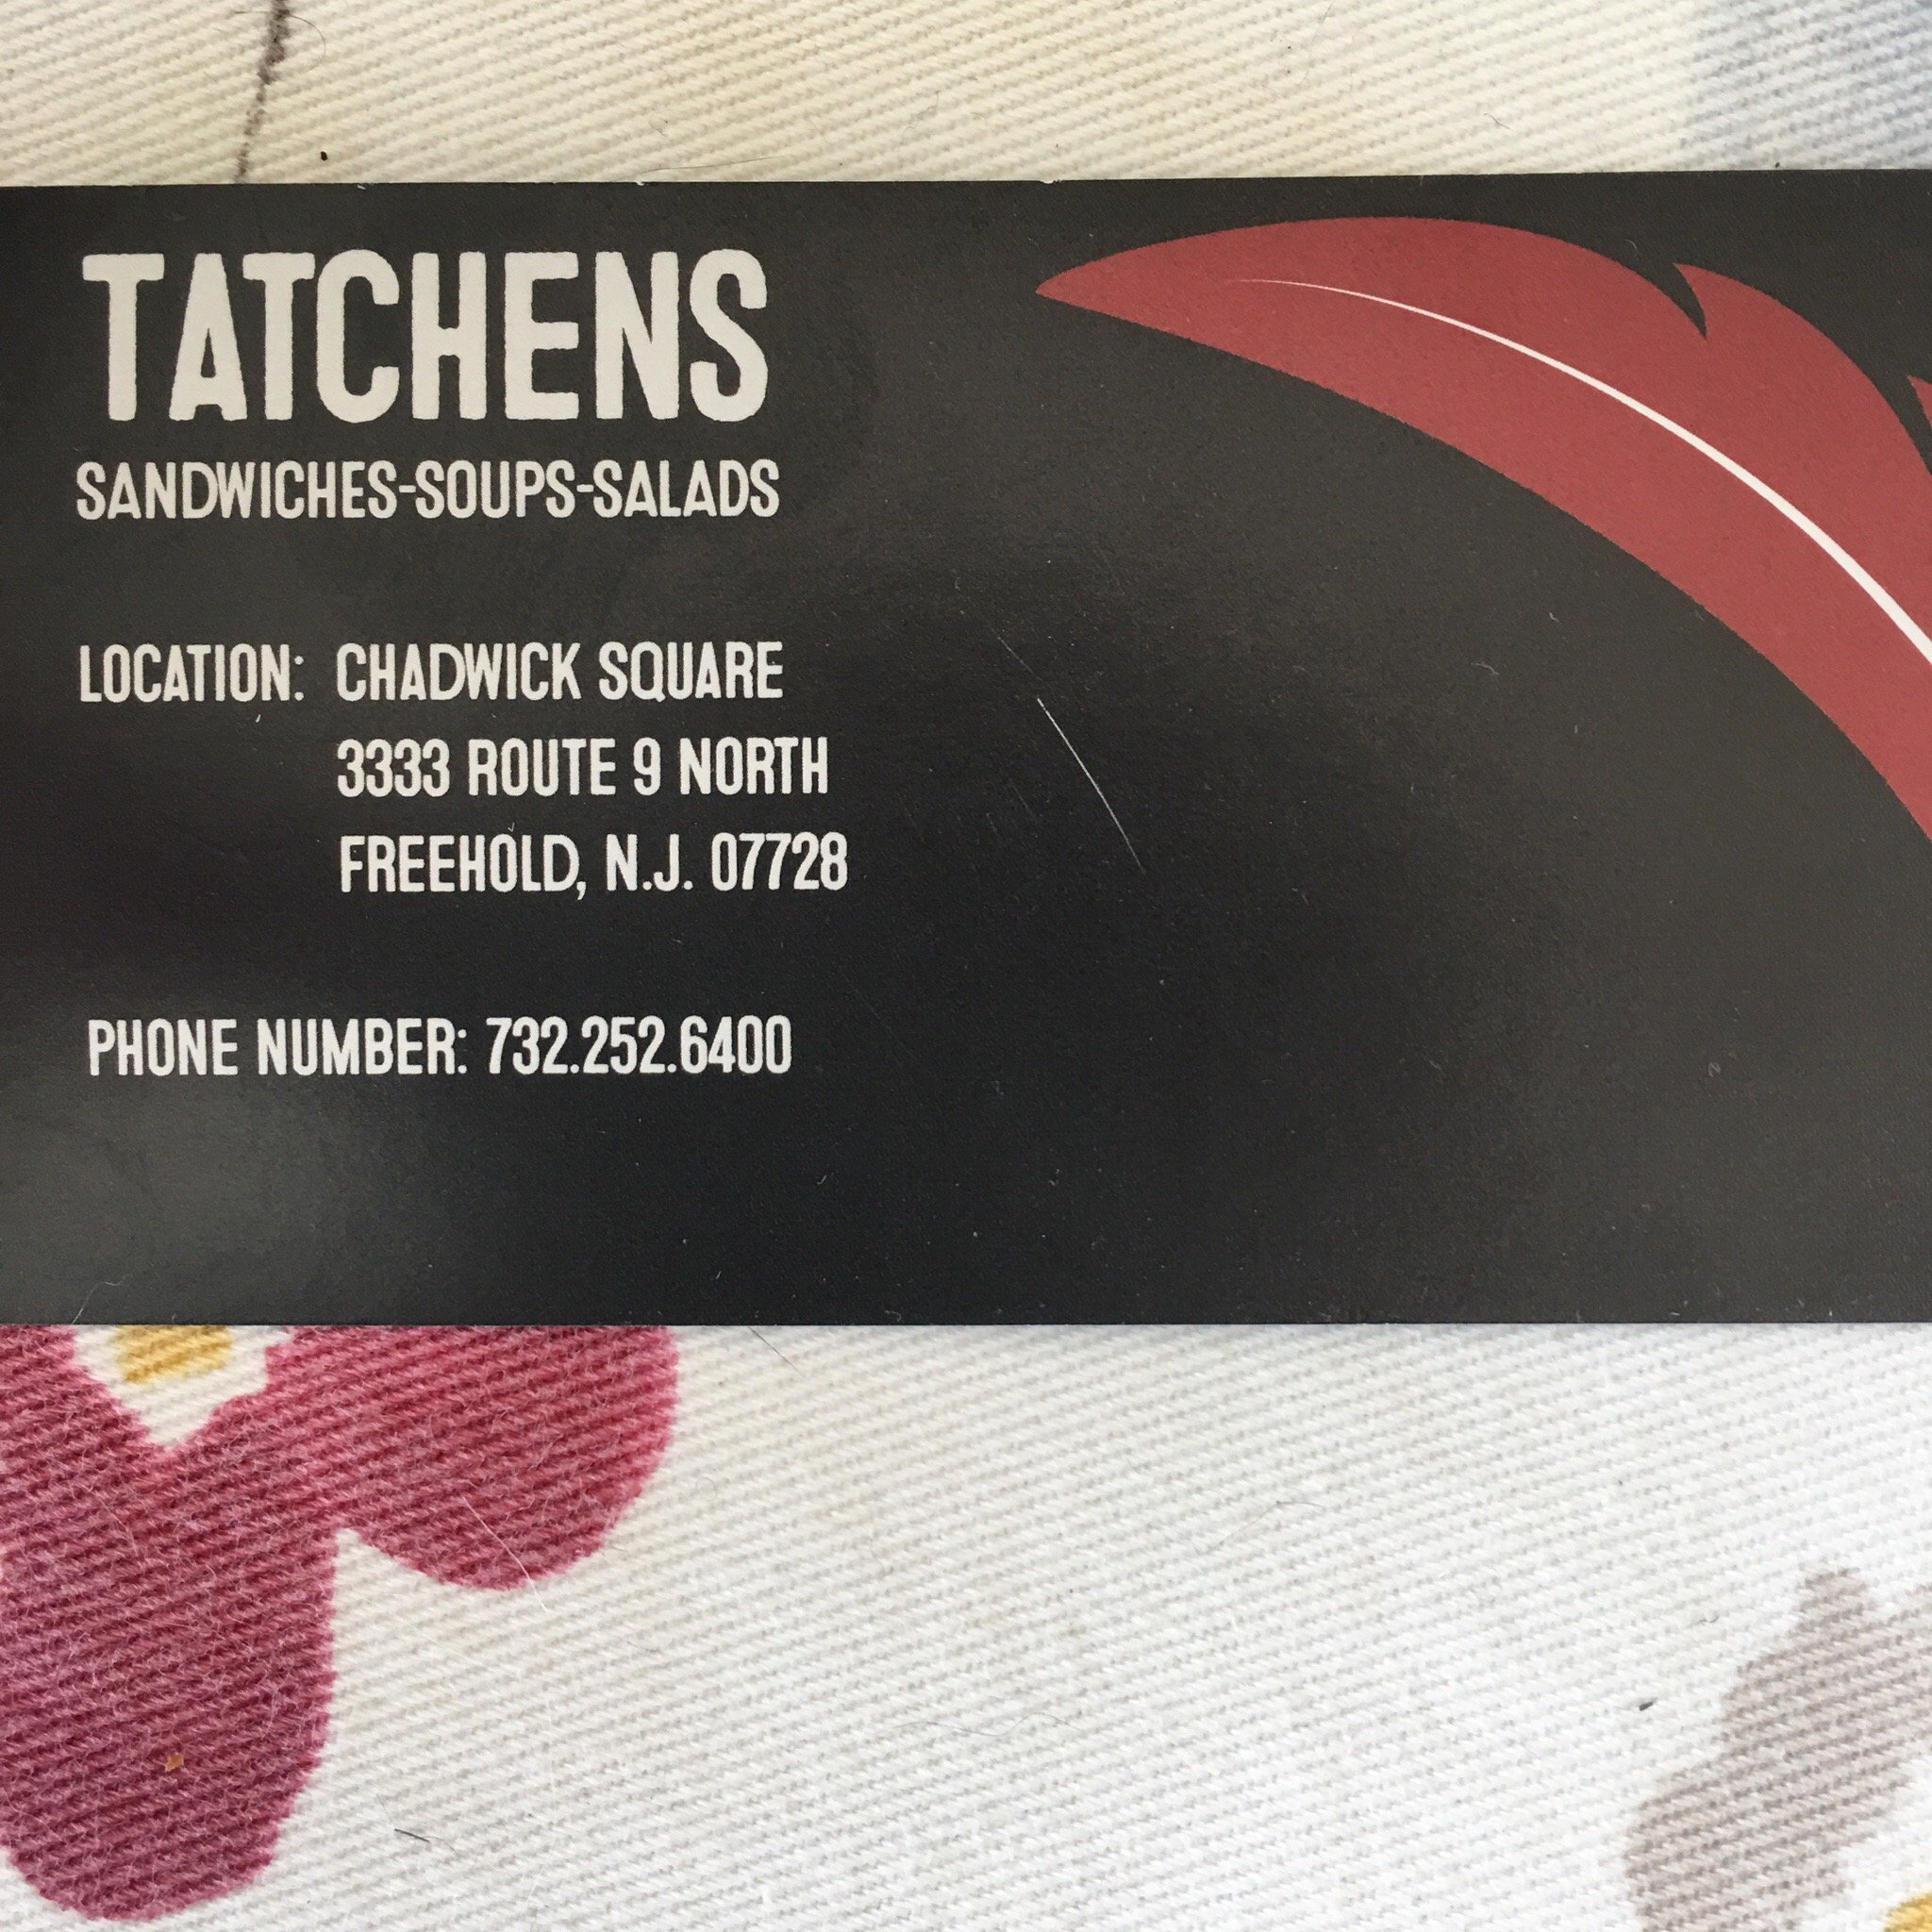 TATCHENS
SANDWICHES-SOUPS-SALADS
LOCATION: CHADWICK SQUARE
3333 ROUTE 9 NORTH
FREEHOLD, N.J. 07728
PHONE NUMBER: 732.252.6400